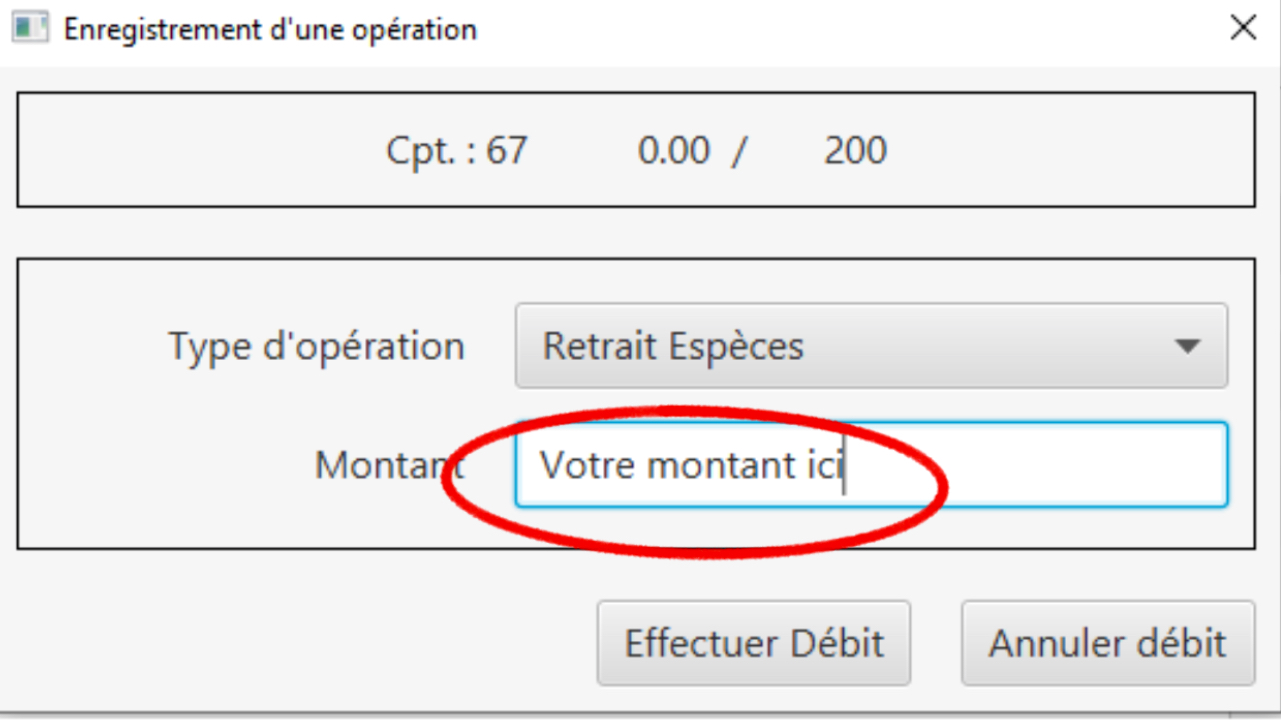 Enregistrement d'une opération
Cpt. : 67 0.00 / 200
Type d'opération Retrait Espèces
Montant Votre montant ici
Effectuer Débit Annuler débit